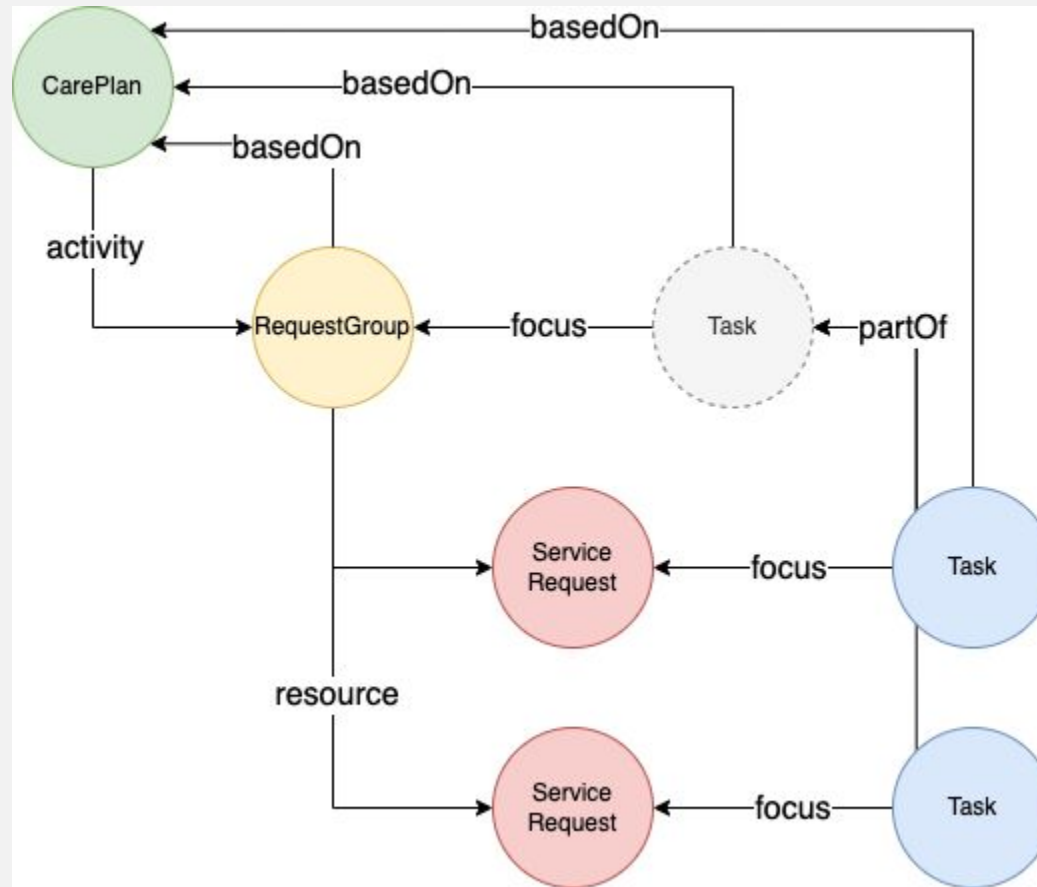 basedOn
CarePlan
basedOn
basedOn
activity
RequestGroup
focus
Task
partOf
Service
Request
focus
Task
resource
Service
Request
focus
Task